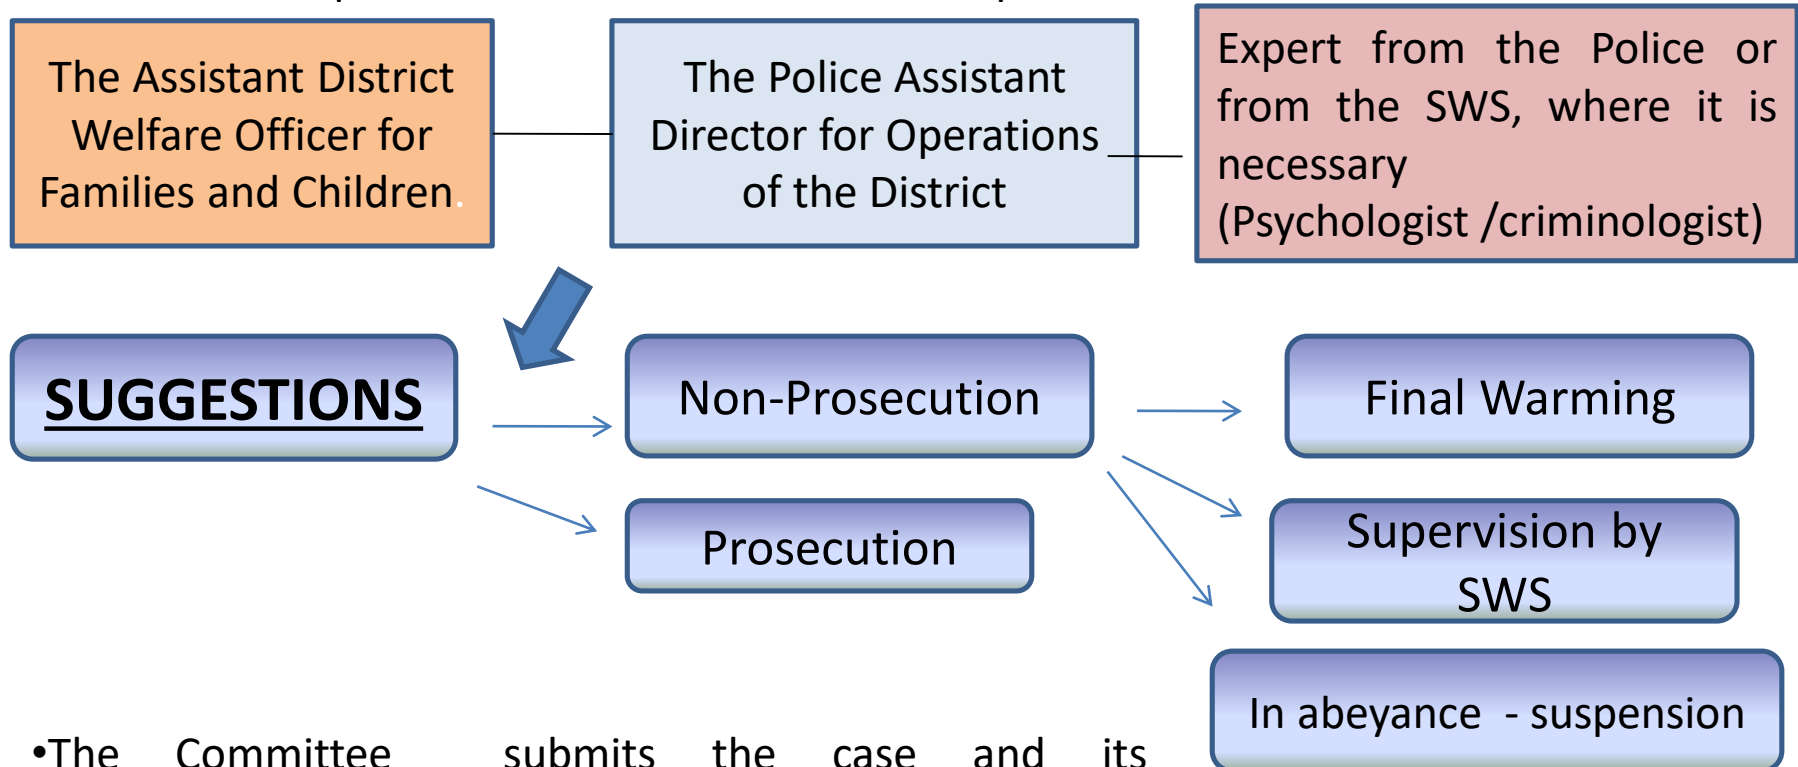 The Assistant District
Welfare Officer for
Families and Children.
The Police Assistant
Director for Operations
of the District
Expert from the Police or
from the SWS, where it is
necessary
(Psychologist /criminologist)
SUGGESTIONS
Non-Prosecution
Final Warming
Prosecution
Supervision by
SWS
In abeyance - suspension
•The Committee submits the case and its